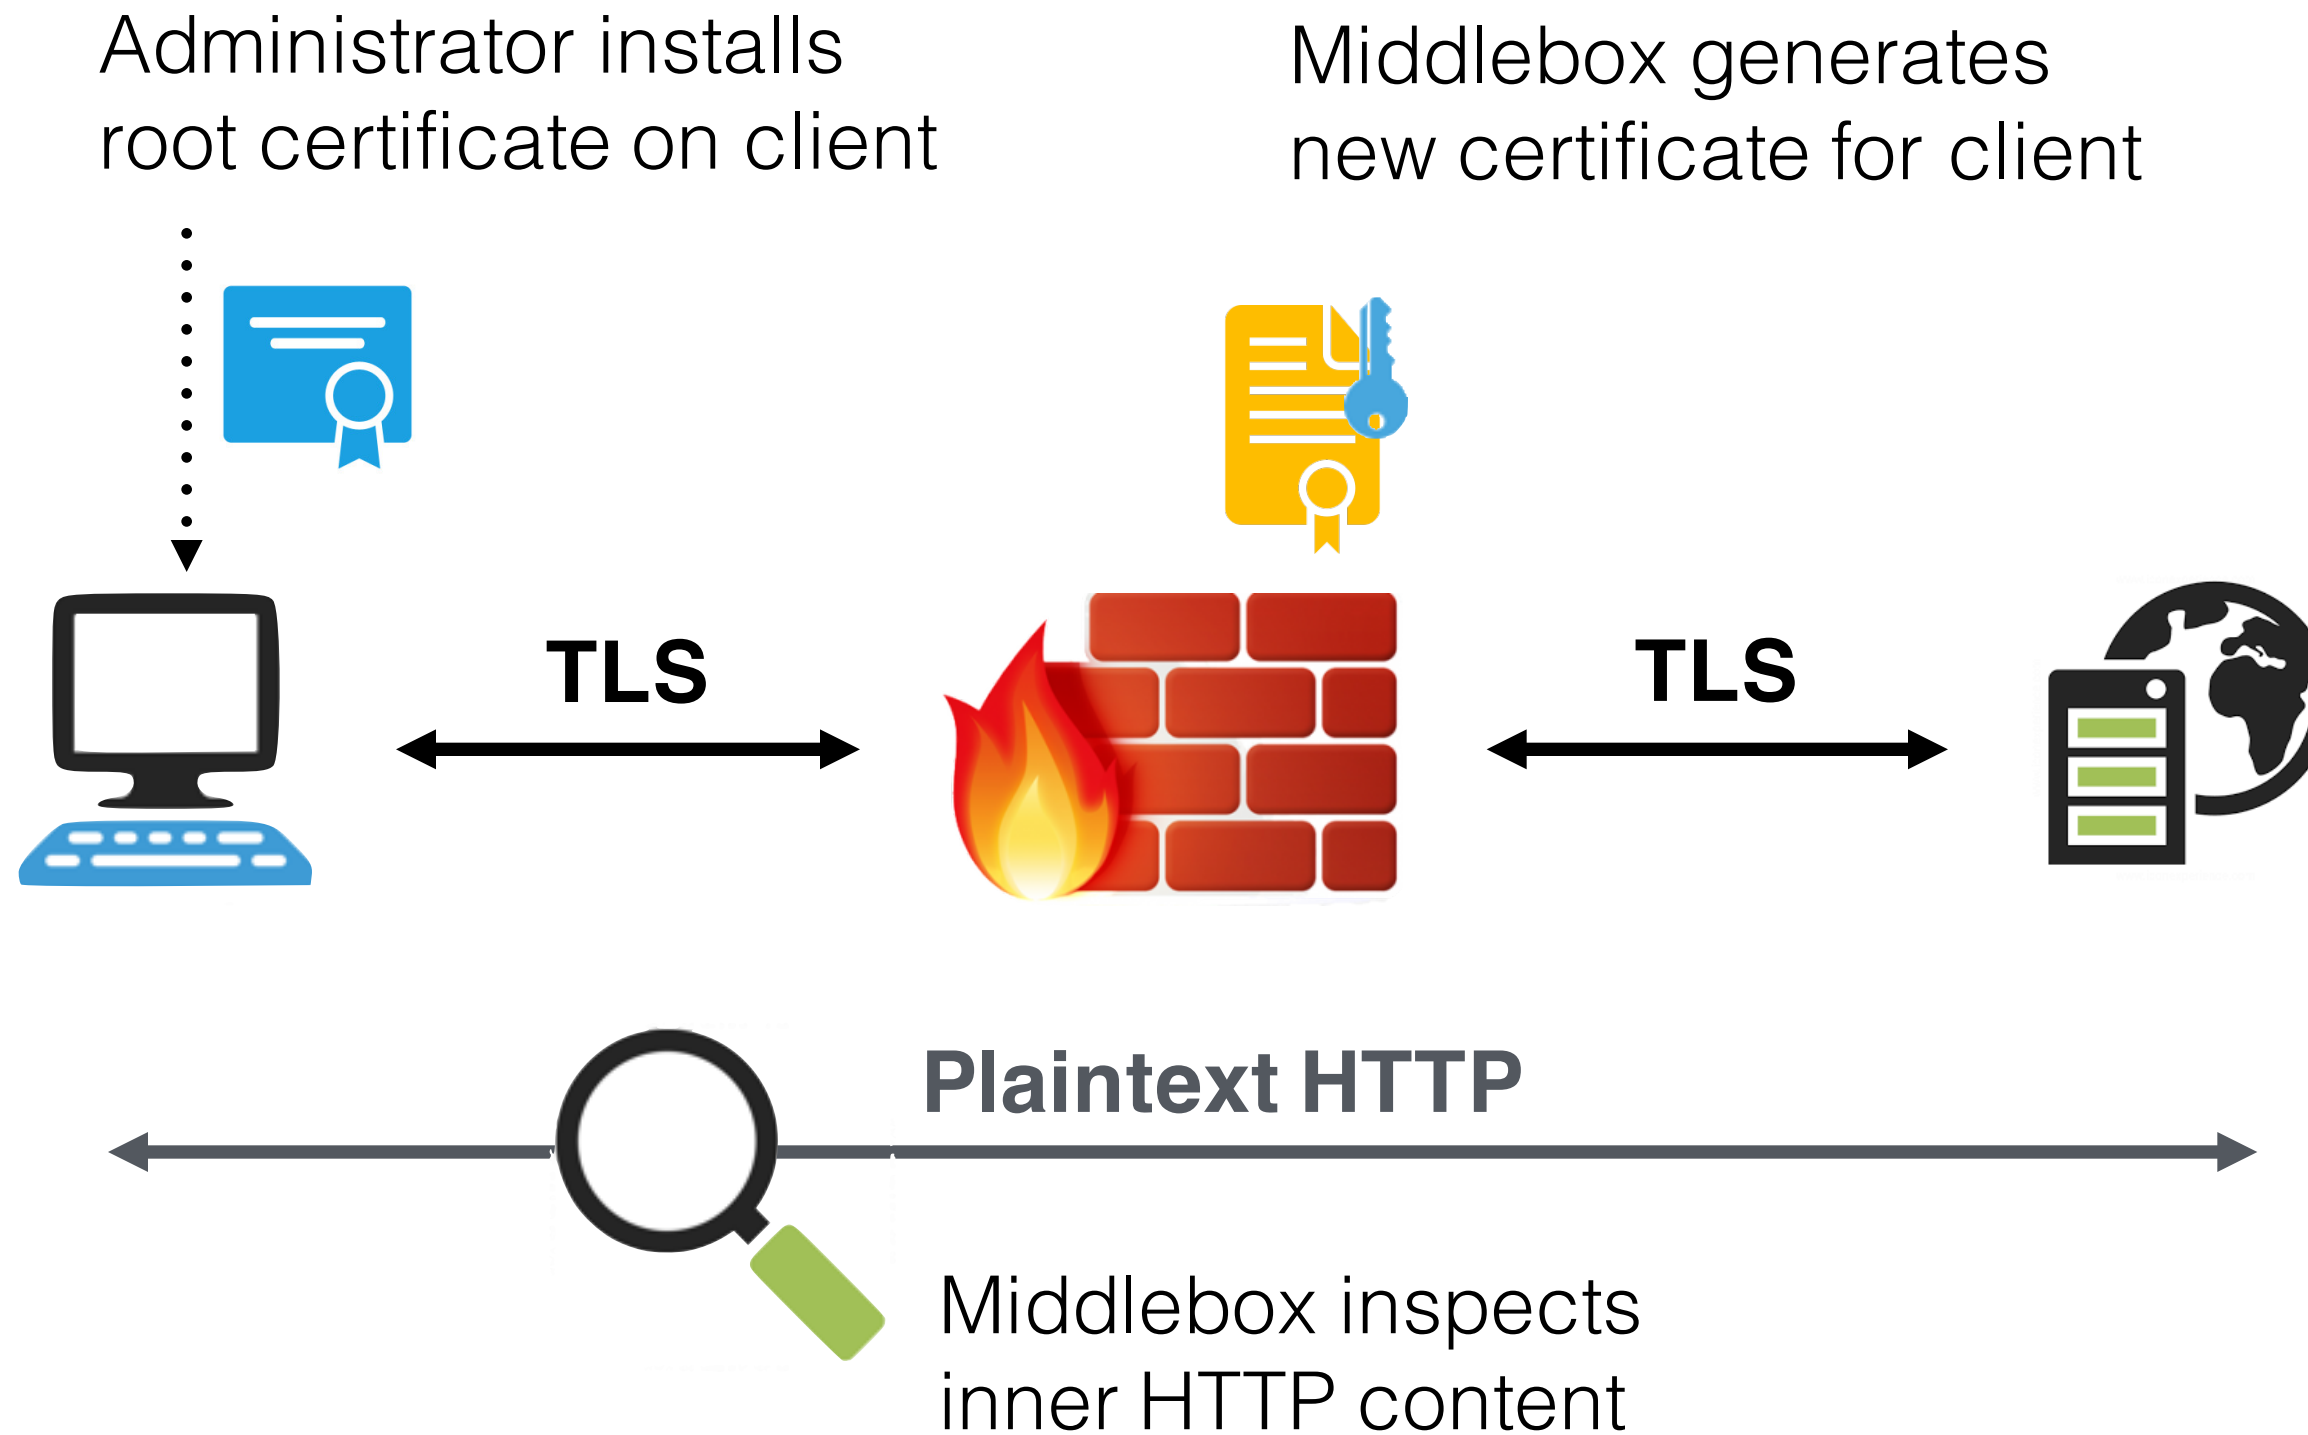 Administrator installs
root certificate on client
Middlebox generates
new certificate for client
TLS
TLS
Plaintext HTTP
Middlebox inspects
inner HTTP content